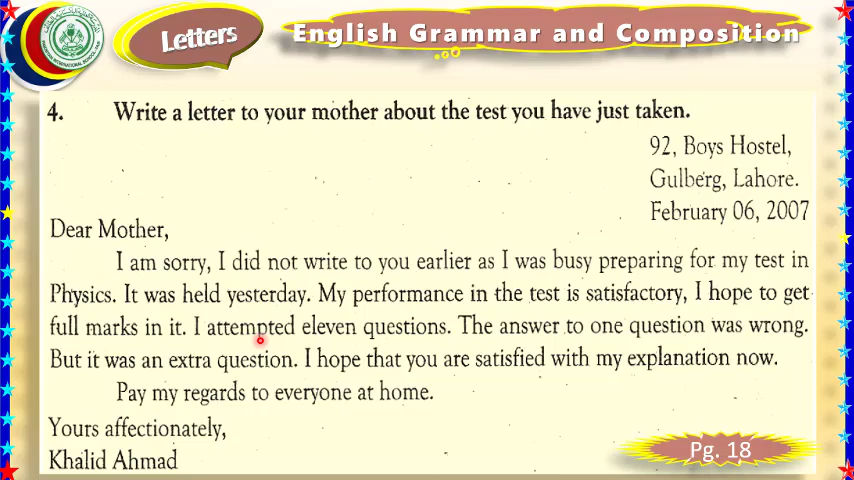 Letters
English Grammar and Composition
4. Write a letter to your mother about the test you have just taken.
92, Boys Hostel,
Gulberg, Lahore.
February 06, 2007
Dear Mother,
I am sorry, I did not write to you earlier as I was busy preparing for my test in
Physics. It was held yesterday. My performance in the test is satisfactory, I hope to get
full marks in it. I attempted eleven questions. The answer to one question was wrong.
But it was an extra question. I hope that you are satisfied with my explanation now.
Pay my regards to everyone at home.
Yours affectionately,
Khalid Ahmad
Pg. 18